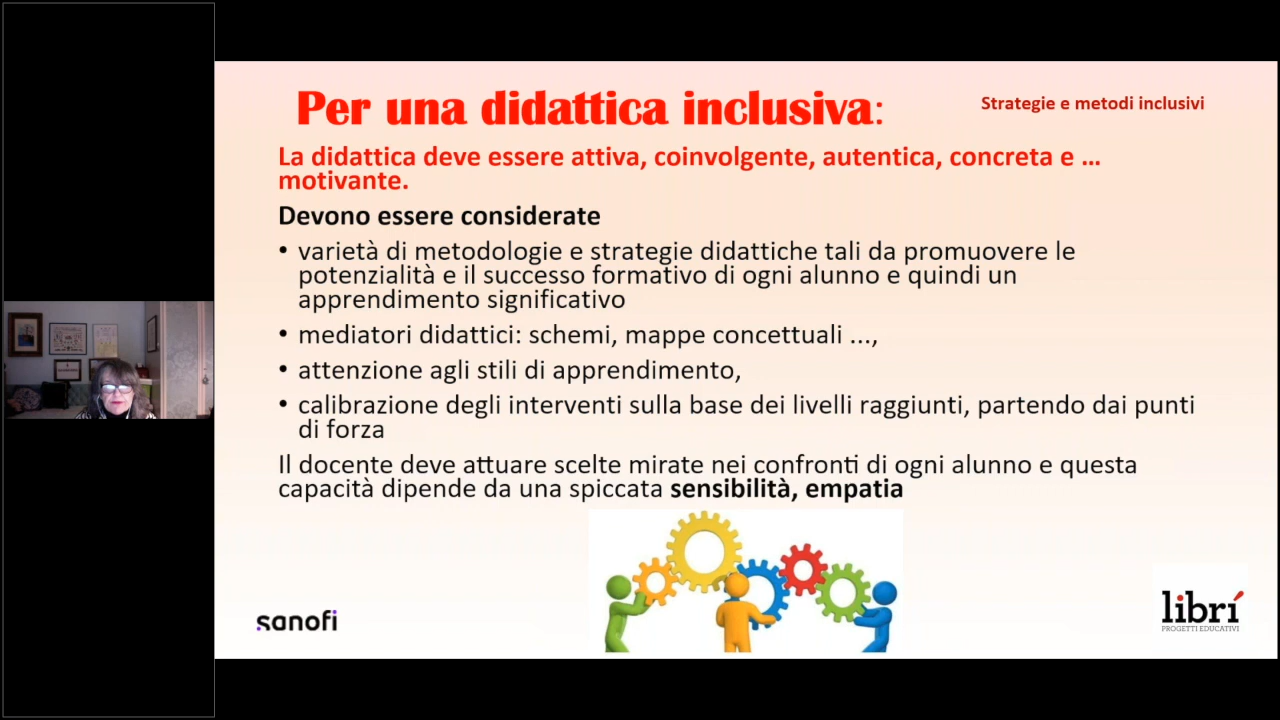 Per una didattica inclusiva:
Strategie e metodi inclusivi
La didattica deve essere attiva, coinvolgente, autentica, concreta e …
motivante.
Devono essere considerate
• varietà di metodologie e strategie didattiche tali da promuovere le
potenzialità e il successo formativo di ogni alunno e quindi un
apprendimento significativo
• mediatori didattici: schemi, mappe concettuali ...,
• attenzione agli stili di apprendimento,
• calibrazione degli interventi sulla base dei livelli raggiunti, partendo dai punti
di forza
Il docente deve attuare scelte mirate nei confronti di ogni alunno e questa
capacità dipende da una spiccata sensibilità, empatia
sanofi
librí
PROGETTI EDUCATIVI